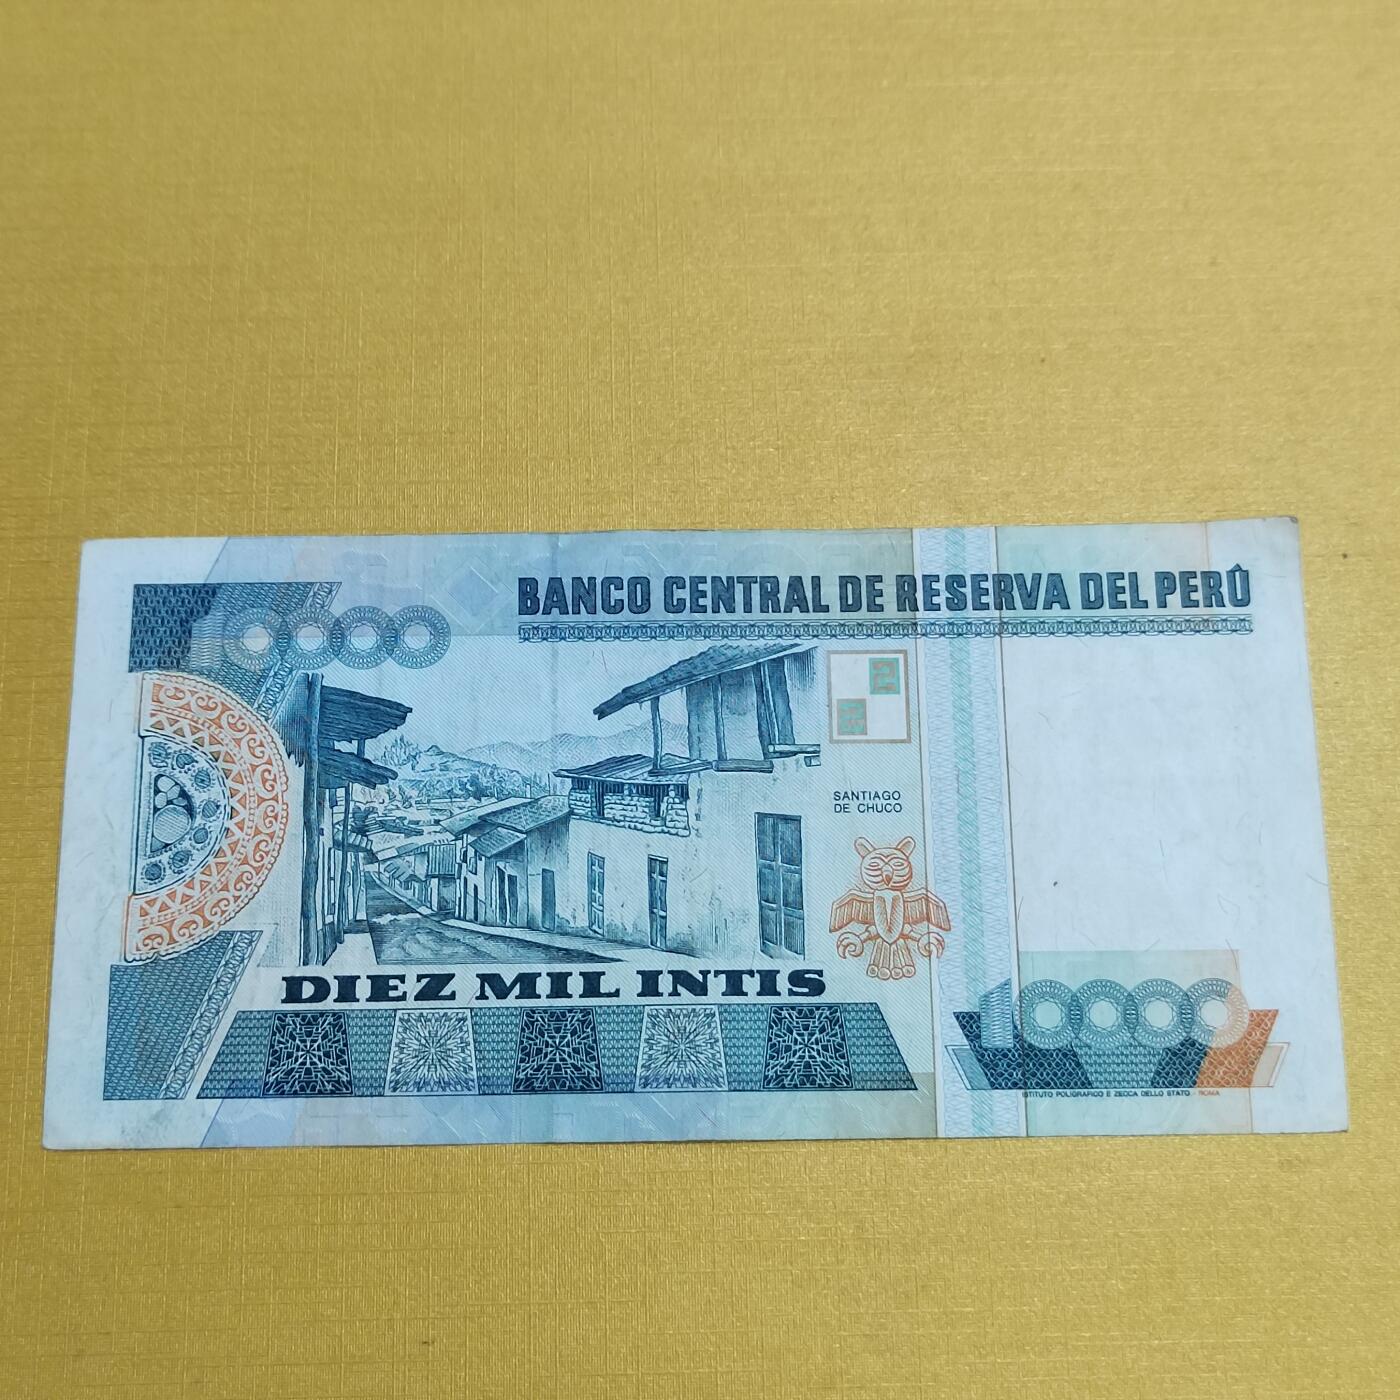 BANCO CENTRAL DE RESERVA DEL PERÚ
10000
SANTIAGO
DE CHUCO
DIEZ MIL INTIS
10000
ISTITUTO POLIGRAFICO E ZECCA DELLO STATO - ROMA